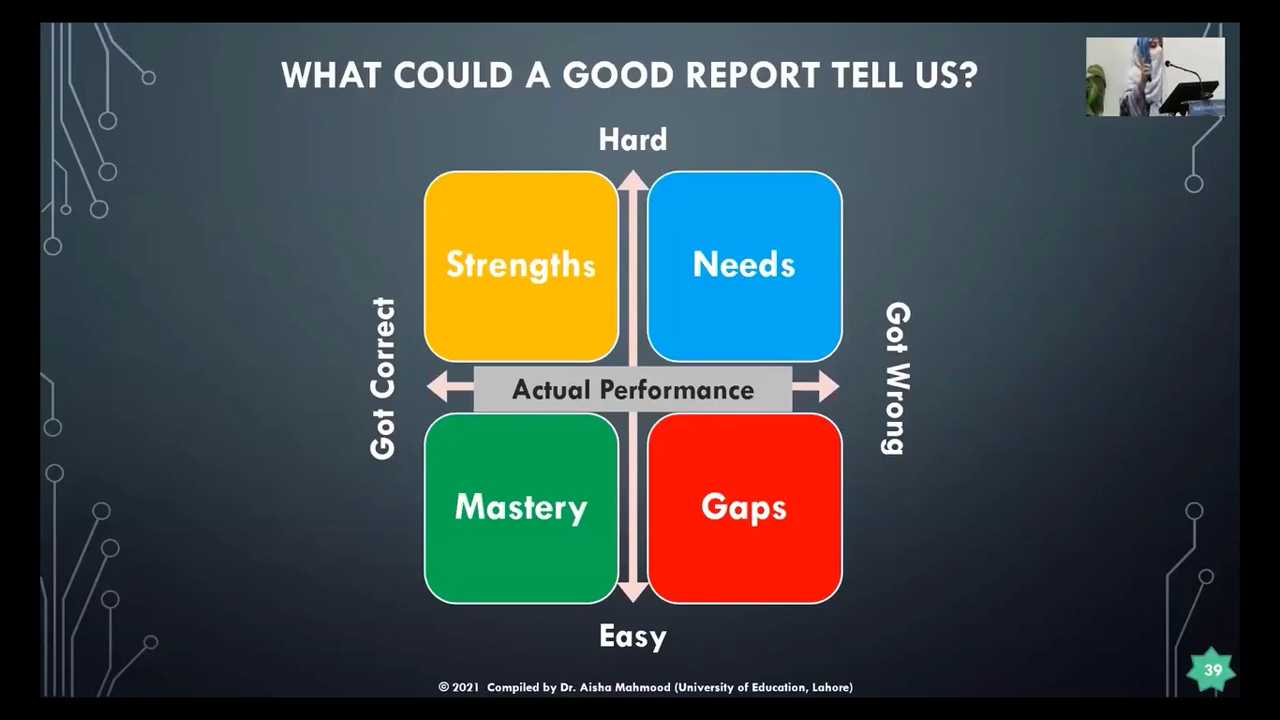 WHAT COULD A GOOD REPORT TELL US?
Hard
Strengths
Needs
Got Correct
Got Wrong
Actual Performance
Mastery
Gaps
Easy
39
© 2021 Compiled by Dr. Aisha Mahmood (University of Education, Lahore)